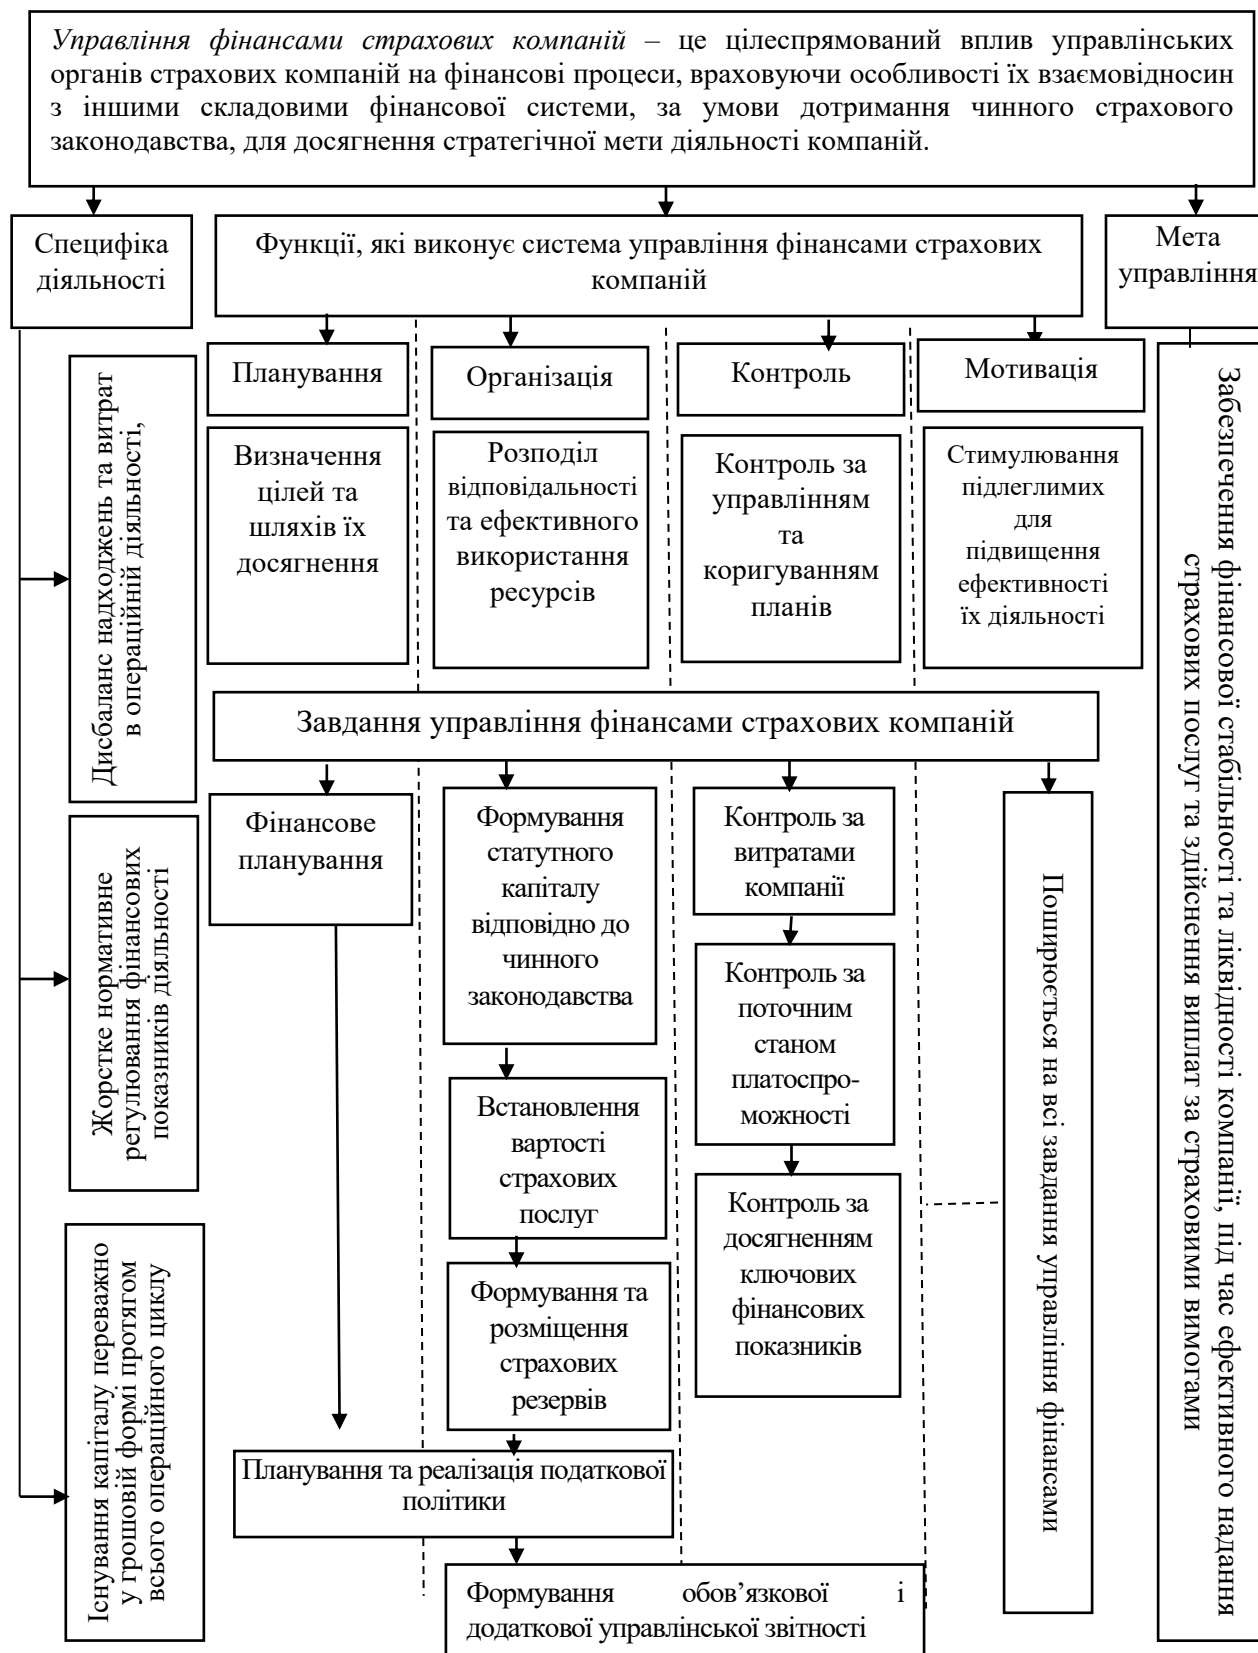 Управління фінансами страхових компаній – це цілеспрямований вплив управлінських
органів страхових компаній на фінансові процеси, враховуючи особливості їх взаємовідносин
з іншими складовими фінансової системи, за умови дотримання чинного страхового
законодавства, для досягнення стратегічної мети діяльності компаній.
Специфіка
діяльності
Функції, які виконує система управління фінансами страхових
компаній
Мета
управління
Дисбаланс надходжень та витрат
в операційній діяльності,
Жорстке нормативне
регулювання фінансових
показників діяльності
Існування капіталу переважно
у грошовій формі протягом
всього операційного циклу
Планування
Організація
Контроль
Мотивація
Визначення
цілей та
шляхів їх
досягнення
Розподіл
відповідальності
та ефективного
використання
ресурсів
Контроль за
управлінням
та
коригуванням
планів
Стимулювання
підлеглимих
для
підвищення
ефективності
їх діяльності
Завдання управління фінансами страхових компаній
Фінансове
планування
Формування
статутного
капіталу
відповідно до
чинного
законодавства
Встановлення
вартості
страхових
послуг
Формування та
розміщення
страхових
резервів
Контроль за
витратами
компанії
Контроль за
поточним
станом
платоспро-
можності
Контроль за
досягненням
ключових
фінансових
показників
Поширюється на всі завдання управління фінансами
Планування та реалізація податкової
політики
Формування обов’язкової і
додаткової управлінської звітності
Забезпечення фінансової стабільності та ліквідності компанії, під час ефективного надання
страхових послуг та здійснення виплат за страховими вимогами